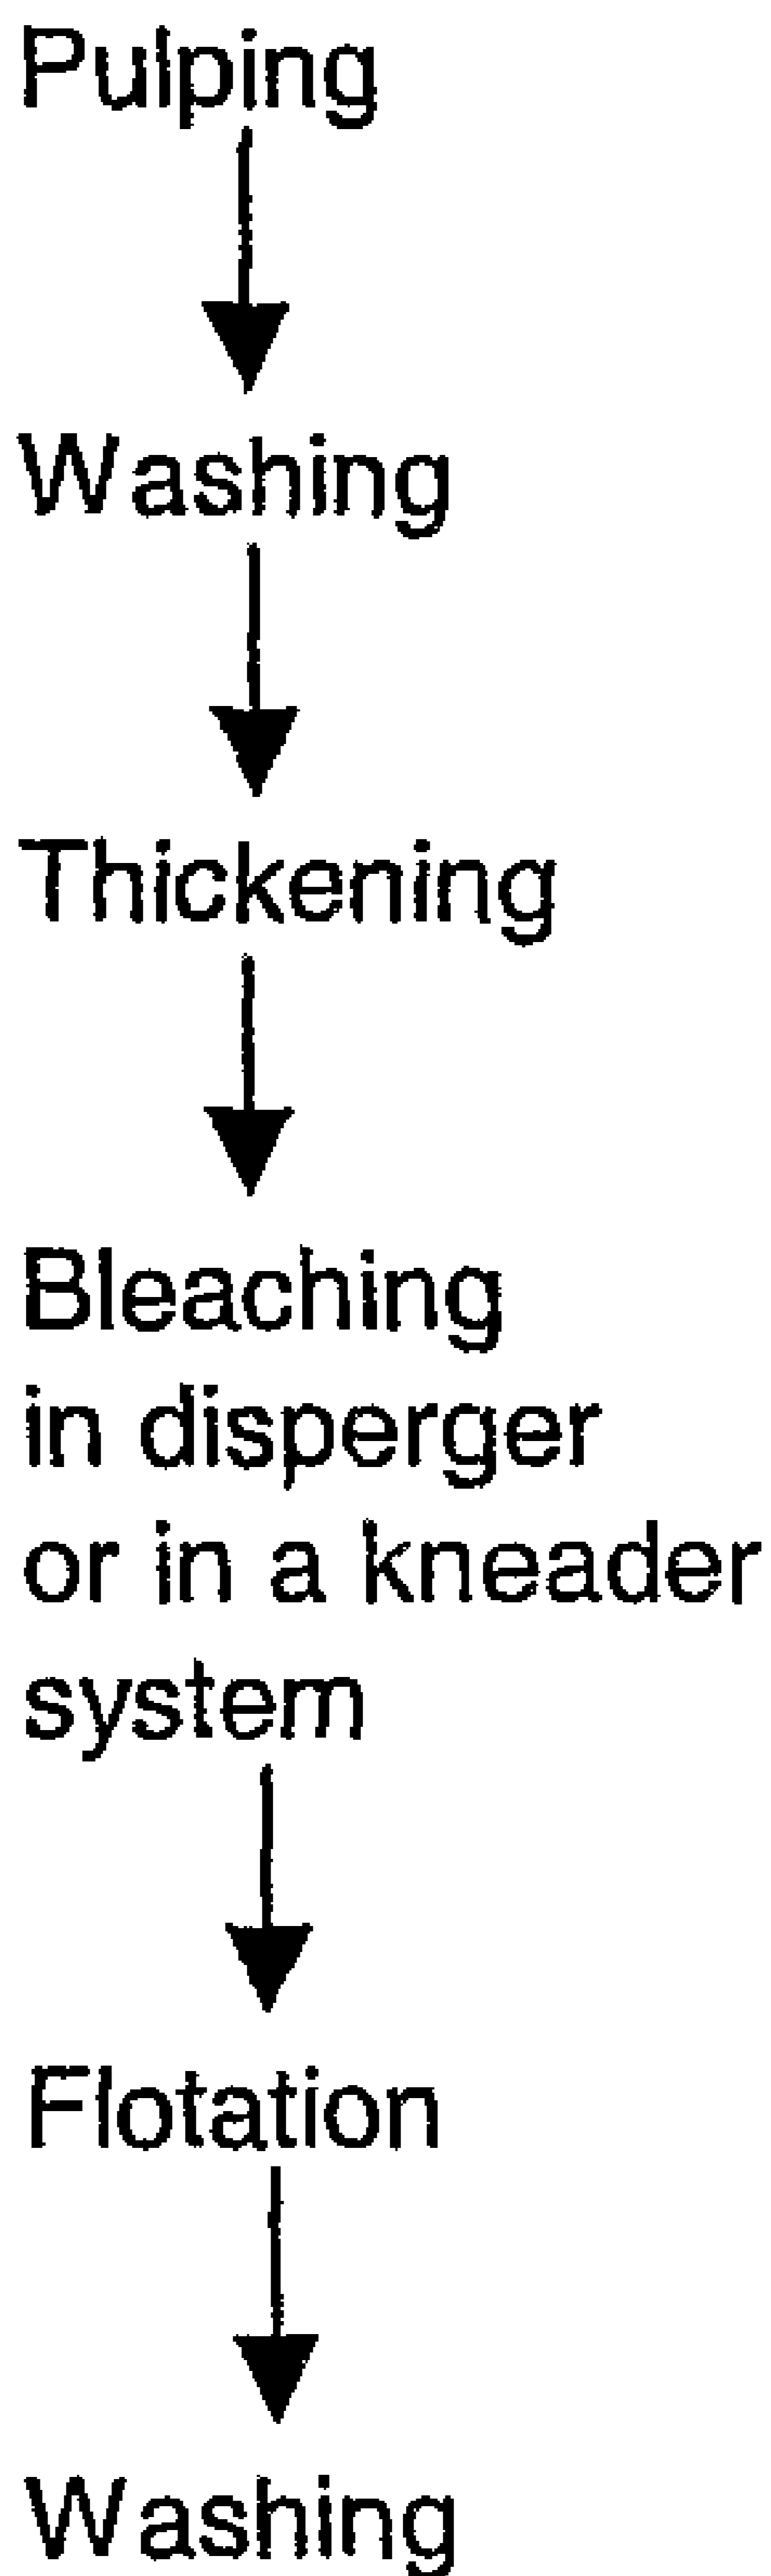 Pulping
Washing
Thickening
Bleaching
in disperger
or in a kneader
system
Flotation
Washing